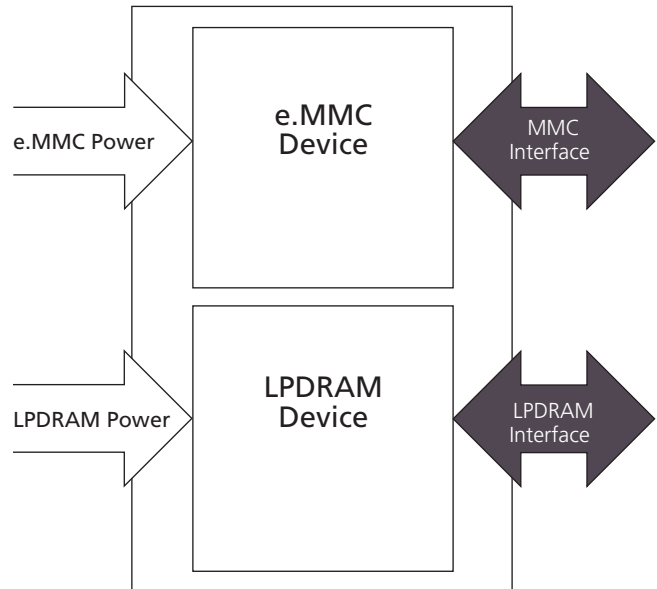 e.MMC
Device
e.MMC Power
MMC
Interface
LPDRAM
Device
LPDRAM Power
LPDRAM
Interface